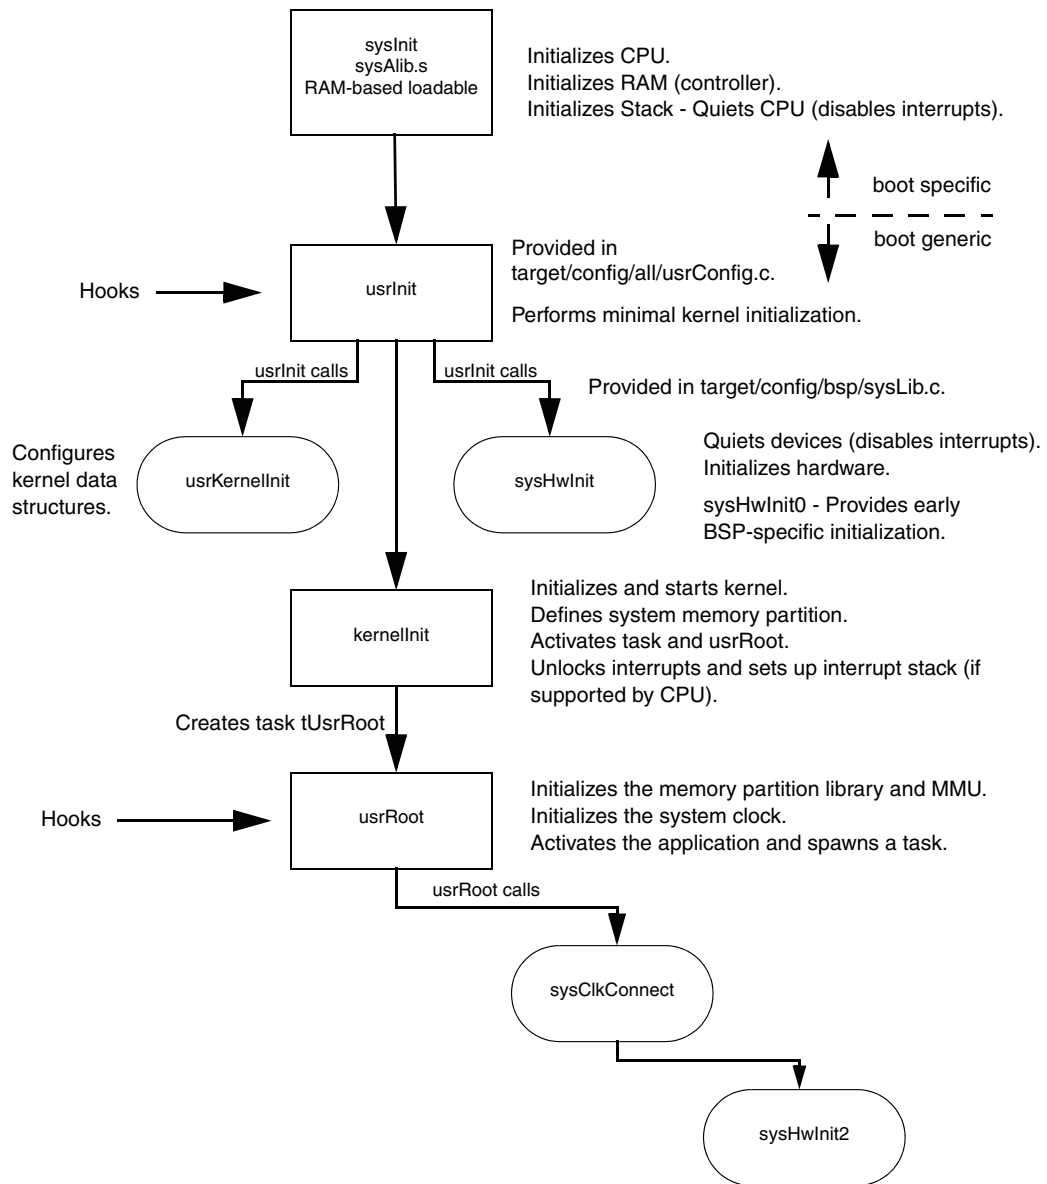 sysInit
sysAlib.s
RAM-based loadable
Initializes CPU.
Initializes RAM (controller).
Initializes Stack - Quiets CPU (disables interrupts).
boot specific
boot generic
Hooks
usrInit
Provided in
target/config/all/usrConfig.c.
Performs minimal kernel initialization.
usrInit calls
usrInit calls
Provided in target/config/bsp/sysLib.c.
Configures
kernel data
structures.
usrKernelInit
sysHwInit
Quiets devices (disables interrupts).
Initializes hardware.
sysHwInit0 - Provides early
BSP-specific initialization.
kernelInit
Initializes and starts kernel.
Defines system memory partition.
Activates task and usrRoot.
Unlocks interrupts and sets up interrupt stack (if
supported by CPU).
Creates task tUsrRoot
Hooks
usrRoot
Initializes the memory partition library and MMU.
Initializes the system clock.
Activates the application and spawns a task.
usrRoot calls
sysClkConnect
sysHwInit2